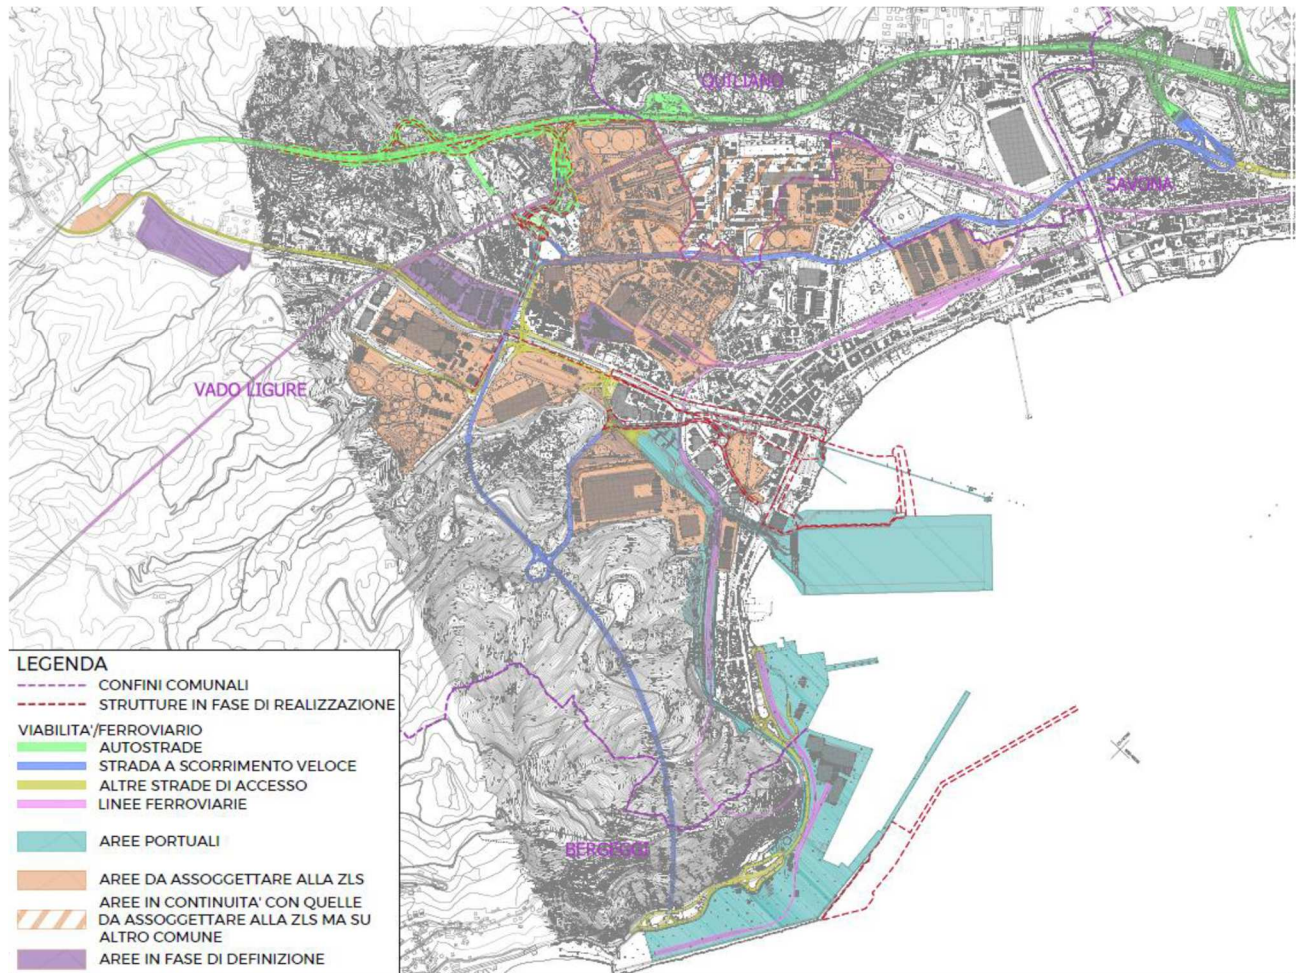 QUILIANO
SAVONA
VADO LIGURE
BERGEGGI
LEGENDA
CONFINI COMUNALI
STRUTTURE IN FASE DI REALIZZAZIONE
VIABILITA'/FERROVIARIO
AUTOSTRADE
STRADA A SCORRIMENTO VELOCE
ALTRE STRADE DI ACCESSO
LINEE FERROVIARIE
AREE PORTUALI
AREE DA ASSOGGETTARE ALLA ZLS
AREE IN CONTINUITA' CON QUELLE
DA ASSOGGETTARE ALLA ZLS MA SU
ALTRO COMUNE
AREE IN FASE DI DEFINIZIONE